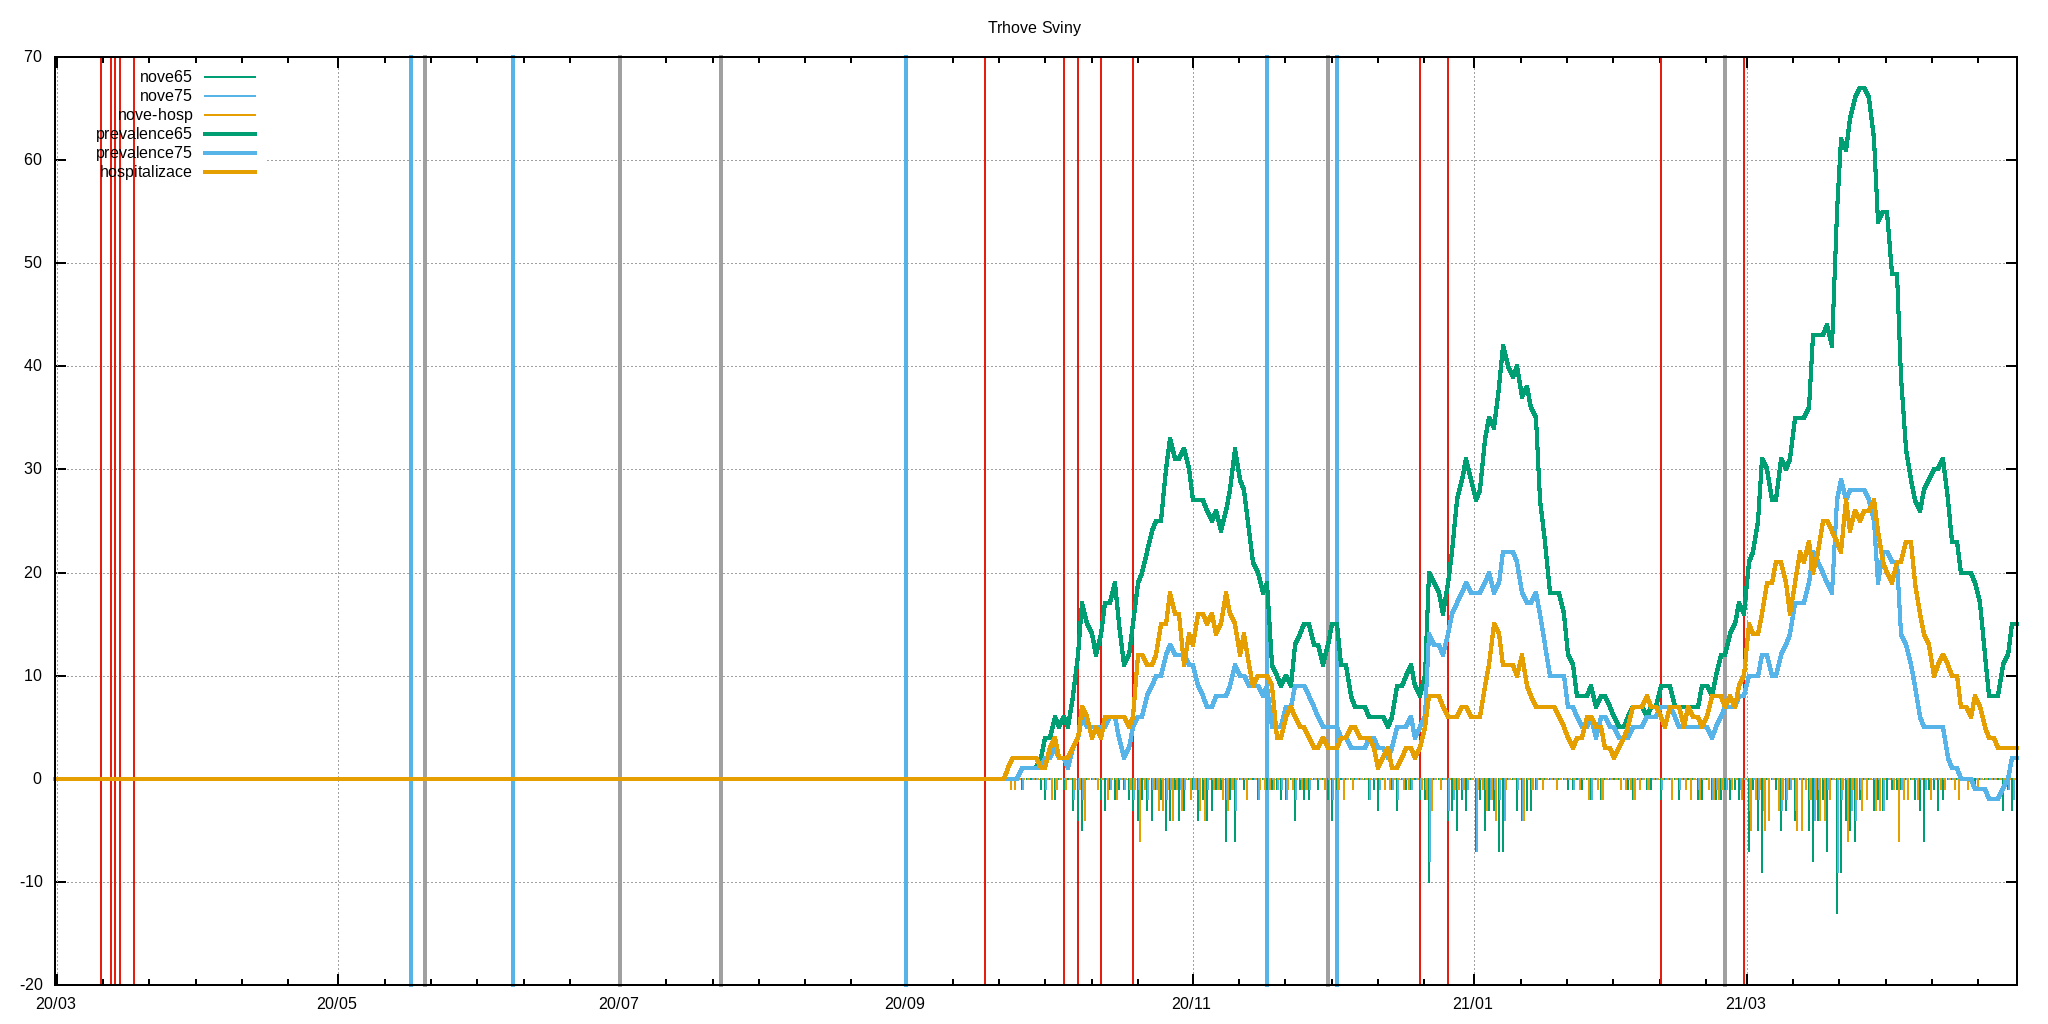 Trhove Sviny
70
60
50
40
30
20
10
0
-10
-20
nove65
nove75
nove-hosp
prevalence65
prevalence75
hospitalizace
20/03 20/05 20/07 20/09 20/11 21/01 21/03